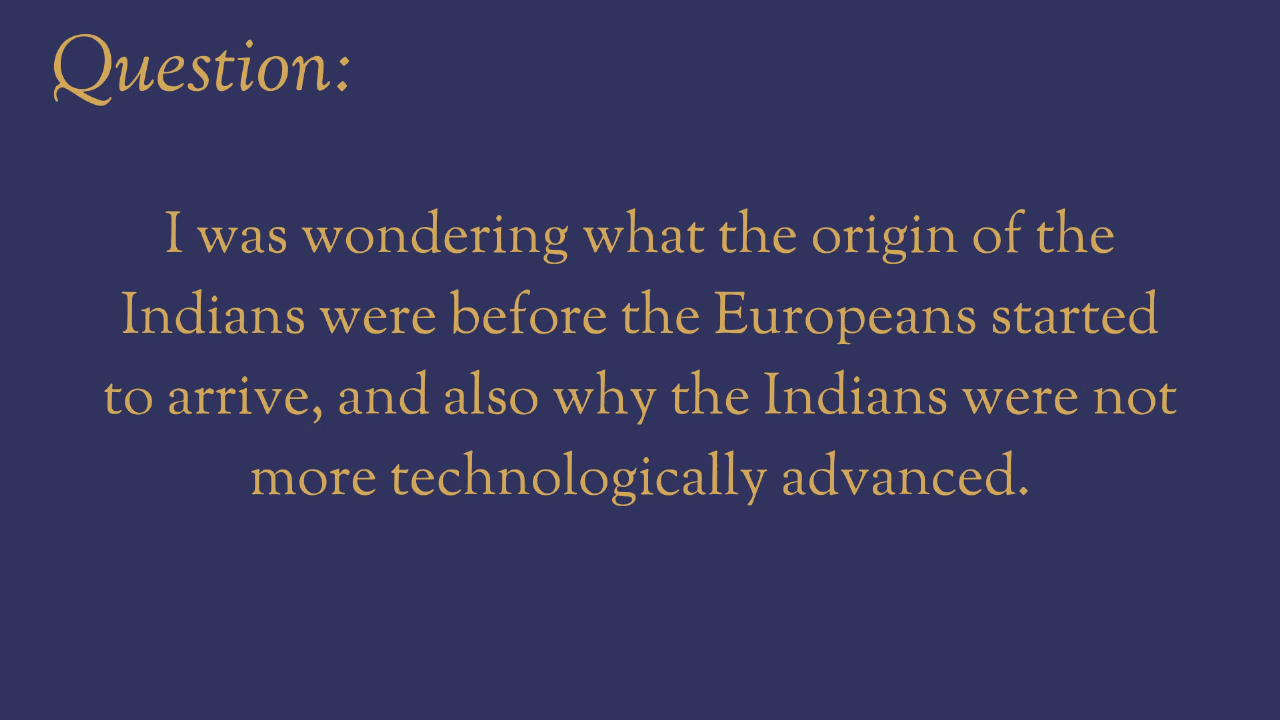 Question:
I was wondering what the origin of the
Indians were before the Europeans started
to arrive, and also why the Indians were not
more technologically advanced.